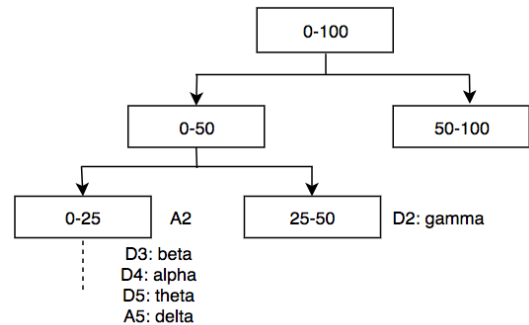 0-100
0-50
50-100
0-25
A2
25-50
D2: gamma
D3: beta
D4: alpha
D5: theta
A5: delta